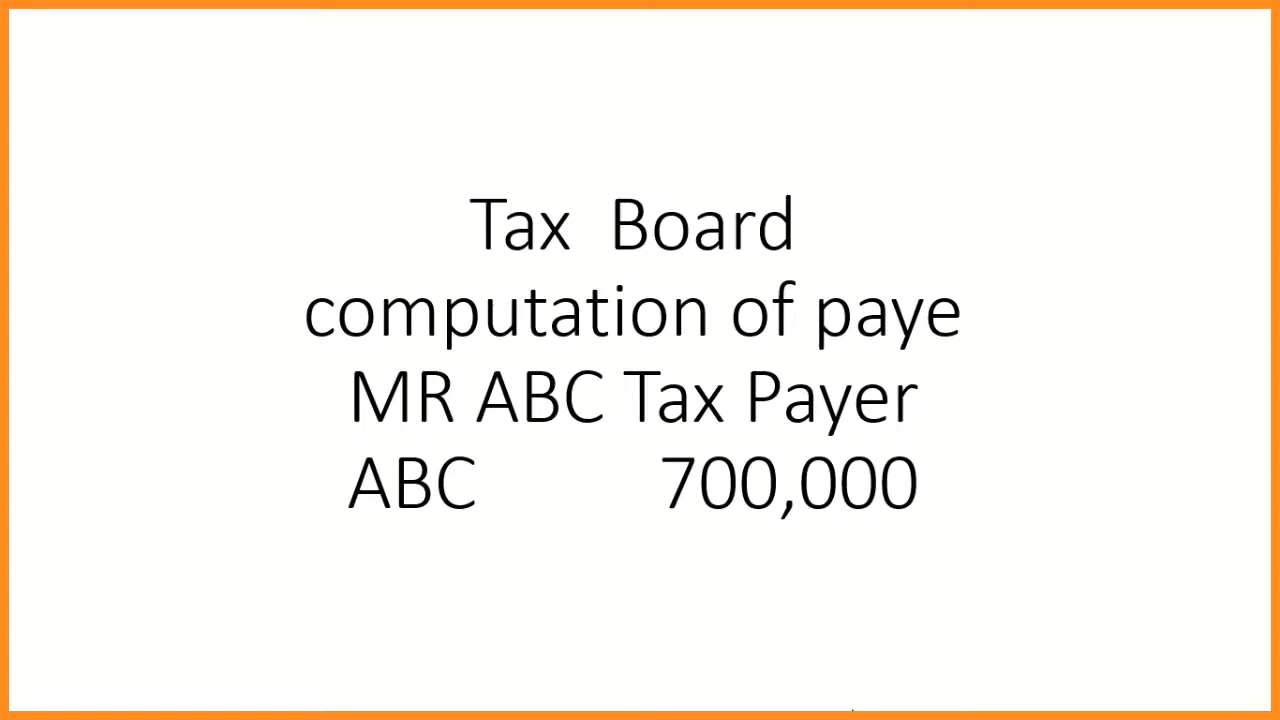 Tax  Board
computation of paye
MR ABC Tax Payer
ABC          700,000